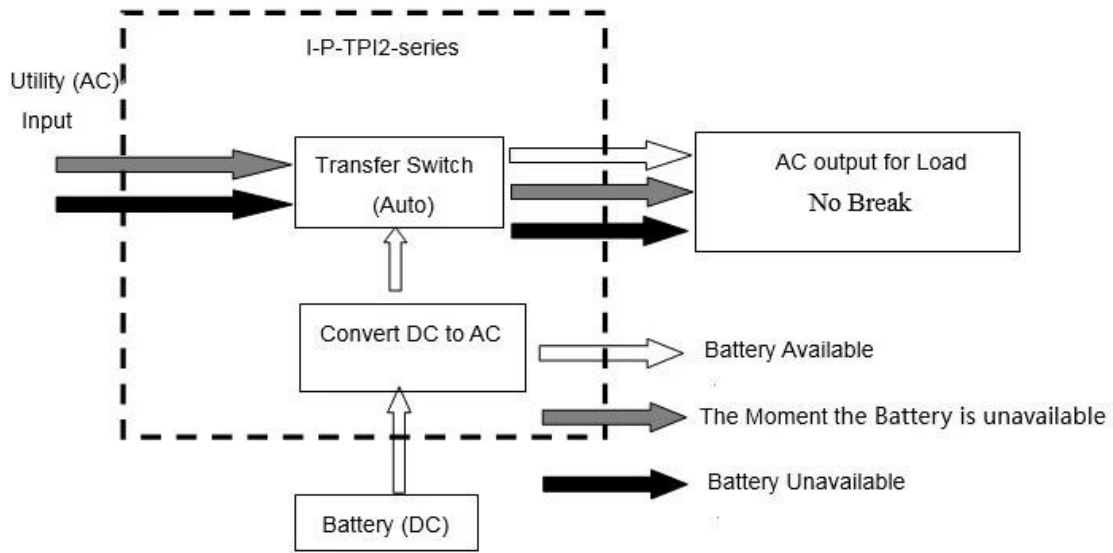 I-P-TPI2-series
Utility (AC)
Input
Transfer Switch
(Auto)
AC output for Load
No Break
Convert DC to AC
Battery Available
The Moment the Battery is unavailable
Battery Unavailable
Battery (DC)